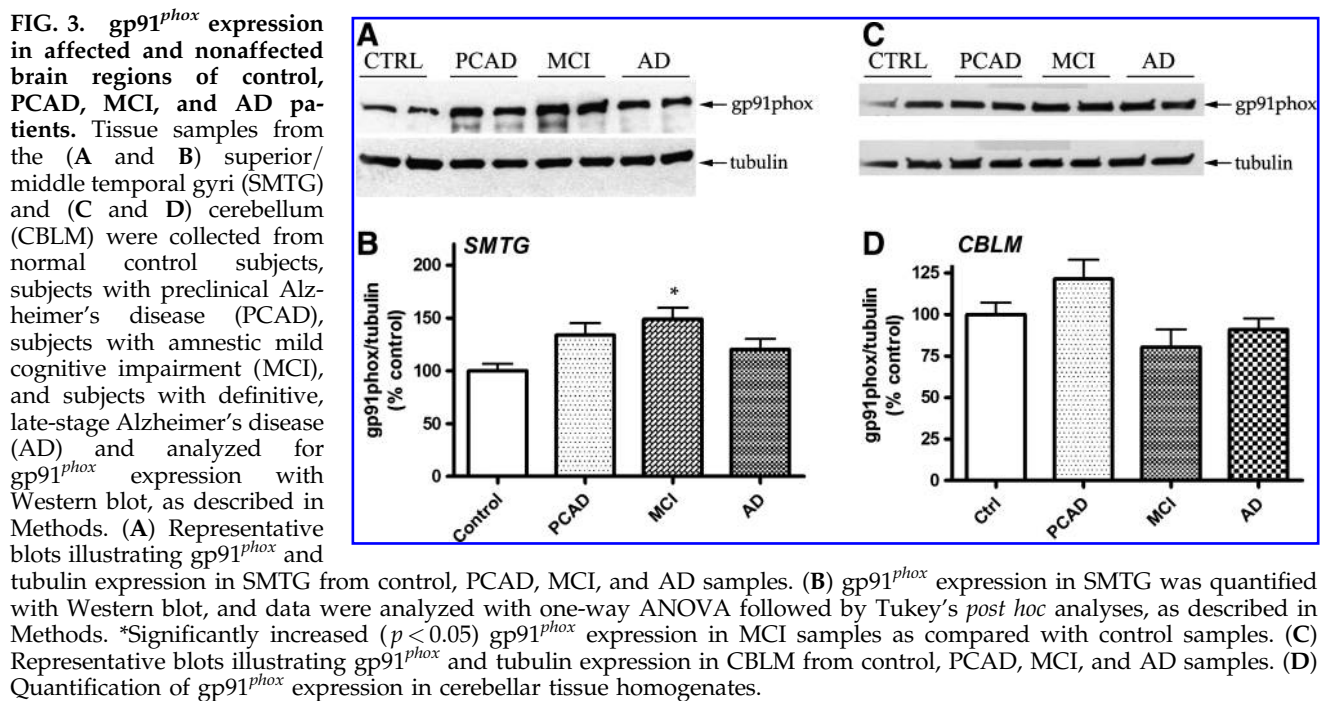 FIG. 3. gp91phox expression
in affected and nonaffected
brain regions of control,
PCAD, MCI, and AD pa-
tients. Tissue samples from
the (A and B) superior/
middle temporal gyri (SMTG)
and (C and D) cerebellum
(CBLM) were collected from
normal control subjects,
subjects with preclinical Alz-
heimer's disease (PCAD),
subjects with amnestic mild
cognitive impairment (MCI),
and subjects with definitive,
late-stage Alzheimer's disease
(AD) and analyzed for
gp91phox expression with
Western blot, as described in
Methods. (A) Representative
blots illustrating gp91phox and
tubulin expression in SMTG from control, PCAD, MCI, and AD samples. (B) gp91phox expression in SMTG was quantified
with Western blot, and data were analyzed with one-way ANOVA followed by Tukey's post hoc analyses, as described in
Methods. *Significantly increased (p < 0.05) gp91phox expression in MCI samples as compared with control samples. (C)
Representative blots illustrating gp91phox and tubulin expression in CBLM from control, PCAD, MCI, and AD samples. (D)
Quantification of gp91phox expression in cerebellar tissue homogenates.
A
CTRL PCAD MCI AD
gp91phox
tubulin
B
SMTG
gp91phox/tubulin
(% control)
200
150
100
50
0
*
Control PCAD MCI AD
C
CTRL PCAD MCI AD
gp91phox
tubulin
D
CBLM
gp91phox/tubulin
(% control)
125
100
75
50
25
0
Ctrl PCAD MCI AD